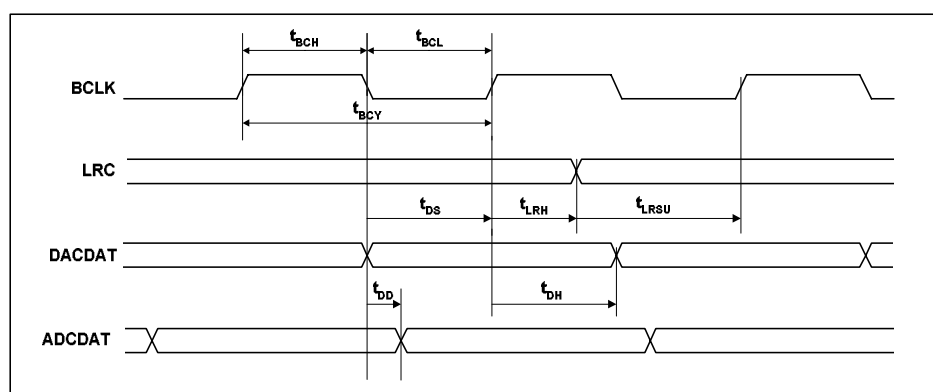 tBCH tBCL
BCLK
tBCY
LRC
tDS tLRH tLRSU
DACDAT
tDD tDH
ADCDAT